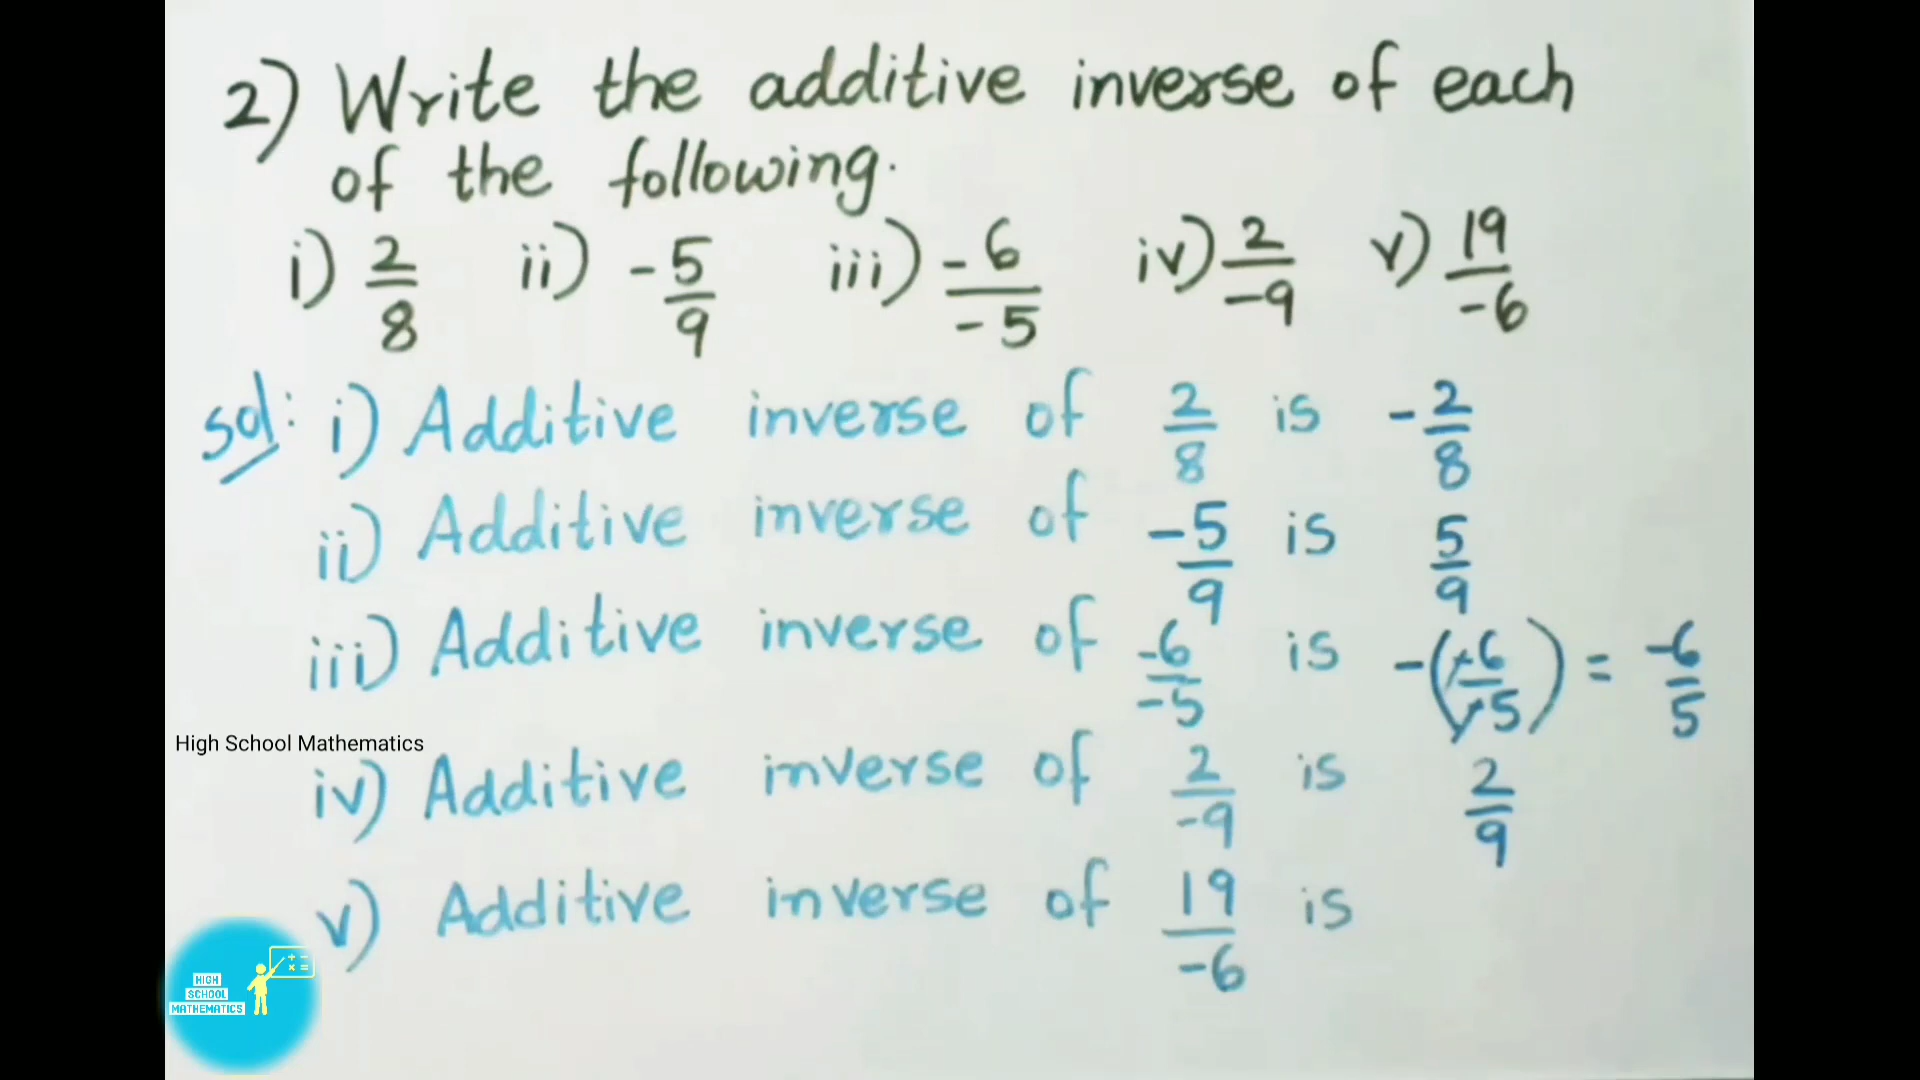 2) Write the additive inverse of each
of the following.
i) 2/8 ii) -5/9 iii) -6/-5 iv) 2/-9 v) 19/-6
Sol: i) Additive inverse of 2/8 is -2/8
ii) Additive inverse of -5/9 is 5/9
iii) Additive inverse of -6/-5 is -(-6/-5) = -6/5
High School Mathematics
iv) Additive inverse of 2/-9 is 2/9
v) Additive inverse of 19/-6 is
HIGH
SCHOOL
MATHEMATICS
+ -
× =